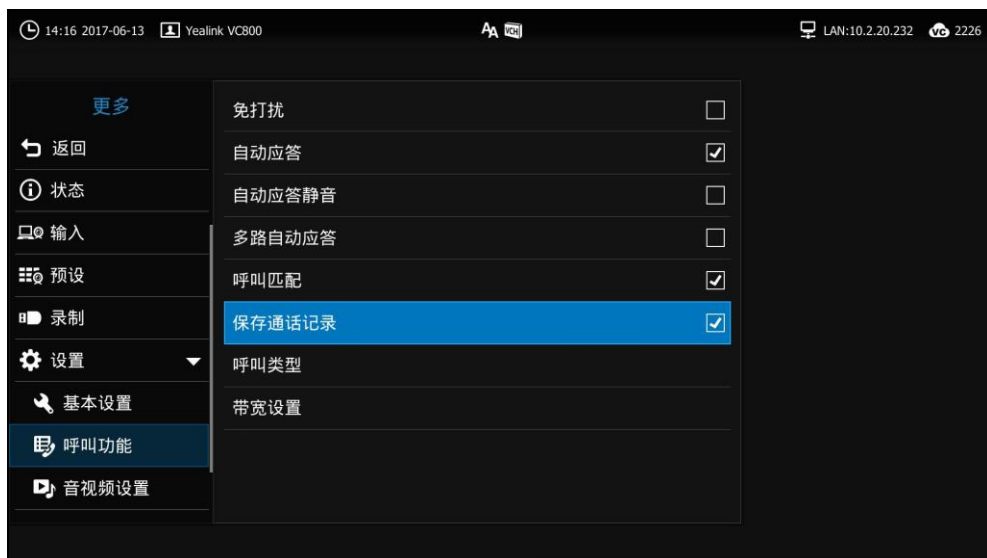 14:16 2017-06-13 Yealink VC800 AA VCH LAN:10.2.20.232 VC 2226
更多
返回
状态
输入
预设
录制
设置
基本设置
呼叫功能
音视频设置
免打扰
自动应答
自动应答静音
多路自动应答
呼叫匹配
保存通话记录
呼叫类型
带宽设置